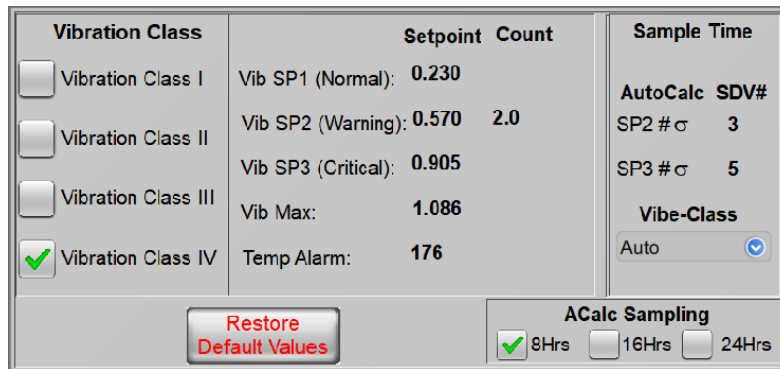 Vibration Class
Vibration Class I
Vibration Class II
Vibration Class III
Vibration Class IV
Setpoint Count
Vib SP1 (Normal): 0.230
Vib SP2 (Warning): 0.570 2.0
Vib SP3 (Critical): 0.905
Vib Max: 1.086
Temp Alarm: 176
Sample Time
AutoCalc SDV#
SP2 # σ 3
SP3 # σ 5
Vibe-Class
Auto
Restore
Default Values
ACalc Sampling
8Hrs 16Hrs 24Hrs